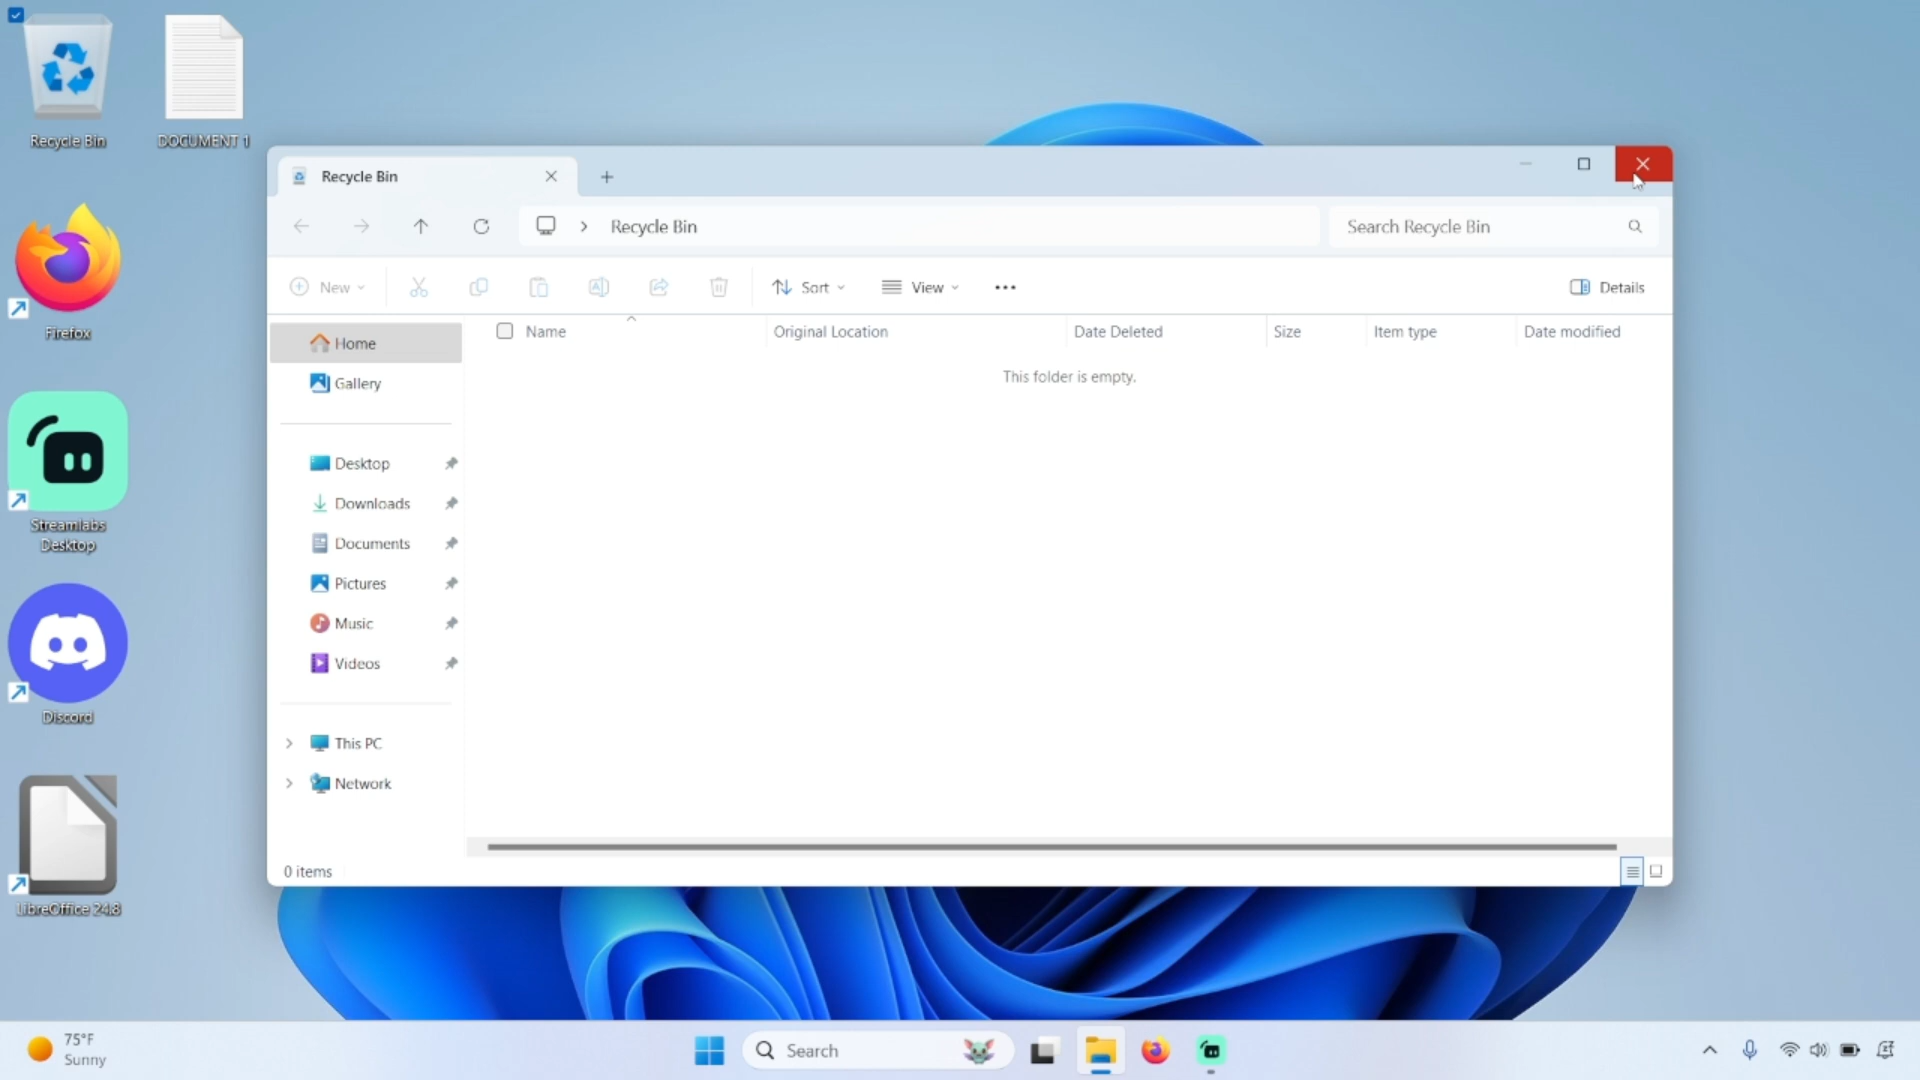 Recycle Bin
DOCUMENT 1
Firefox
Streamlabs
Desktop
Discord
LibreOffice 24.8
Recycle Bin
Recycle Bin
Search Recycle Bin
New
Sort
View
Details
Home
Gallery
Desktop
Downloads
Documents
Pictures
Music
Videos
This PC
Network
Name
Original Location
Date Deleted
Size
Item type
Date modified
This folder is empty.
0 items
75°F
Sunny
Search